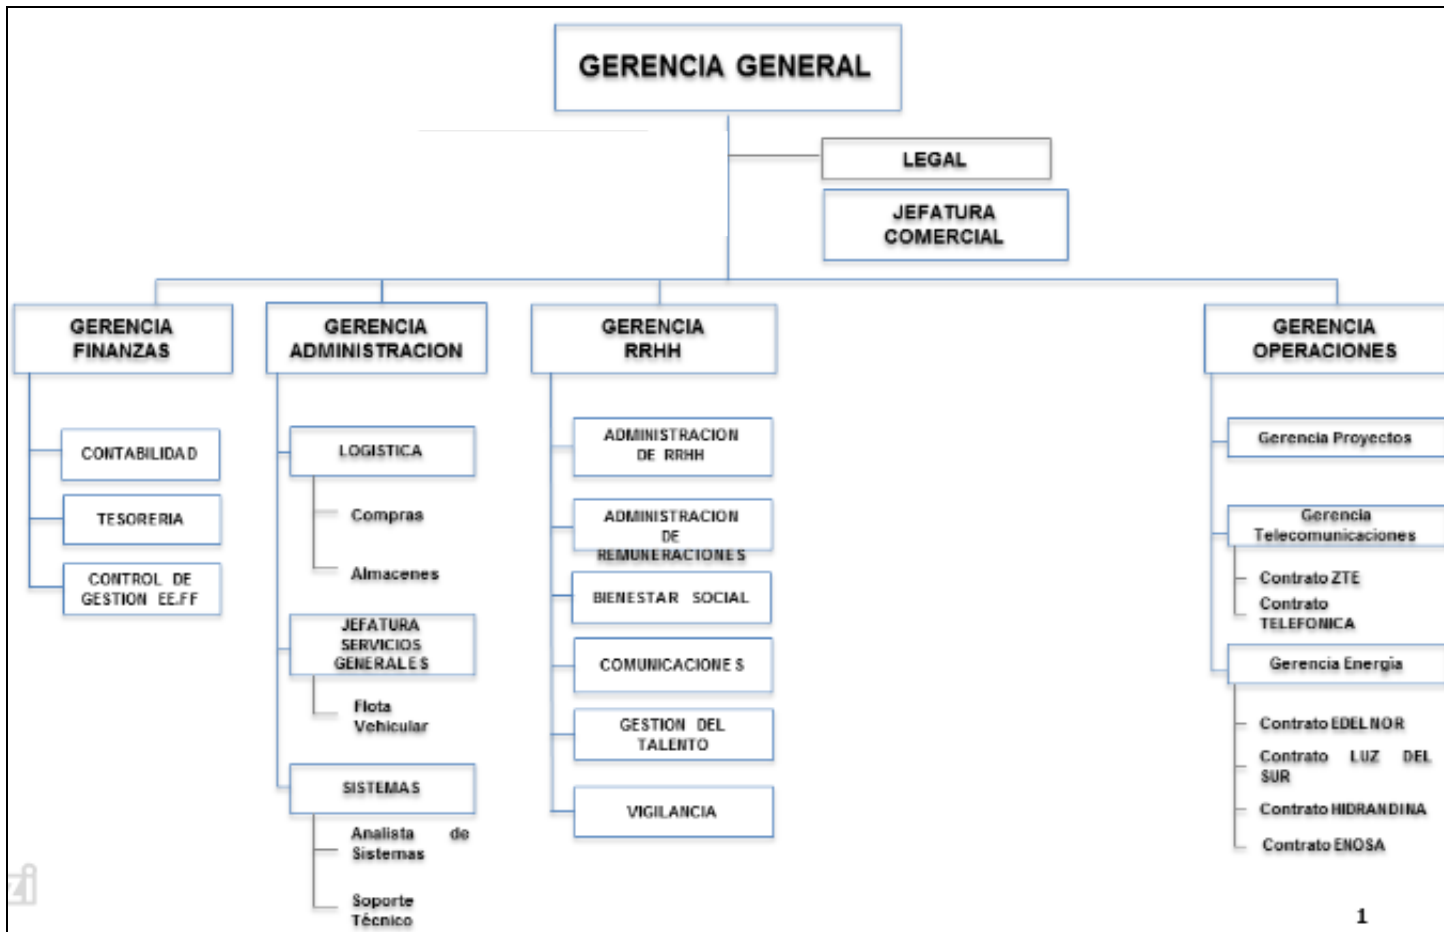 GERENCIA GENERAL
LEGAL
JEFATURA
COMERCIAL
GERENCIA
FINANZAS
CONTABILIDAD
TESORERIA
CONTROL DE
GESTION EE.FF
GERENCIA
ADMINISTRACION
LOGISTICA
Compras
Almacenes
JEFATURA
SERVICIOS
GENERALES
Flota
Vehicular
SISTEMAS
Analista de
Sistemas
Soporte
Técnico
GERENCIA
RRHH
ADMINISTRACION
DE RRHH
ADMINISTRACION
DE
REMUNERACIONES
BIENESTAR SOCIAL
COMUNICACIONES
GESTION DEL
TALENTO
VIGILANCIA
GERENCIA
OPERACIONES
Gerencia Proyectos
Gerencia
Telecomunicaciones
Contrato ZTE
Contrato
TELEFONICA
Gerencia Energia
Contrato EDELNOR
Contrato LUZ DEL
SUR
Contrato HIDRANDINA
Contrato ENOSA
zi
1